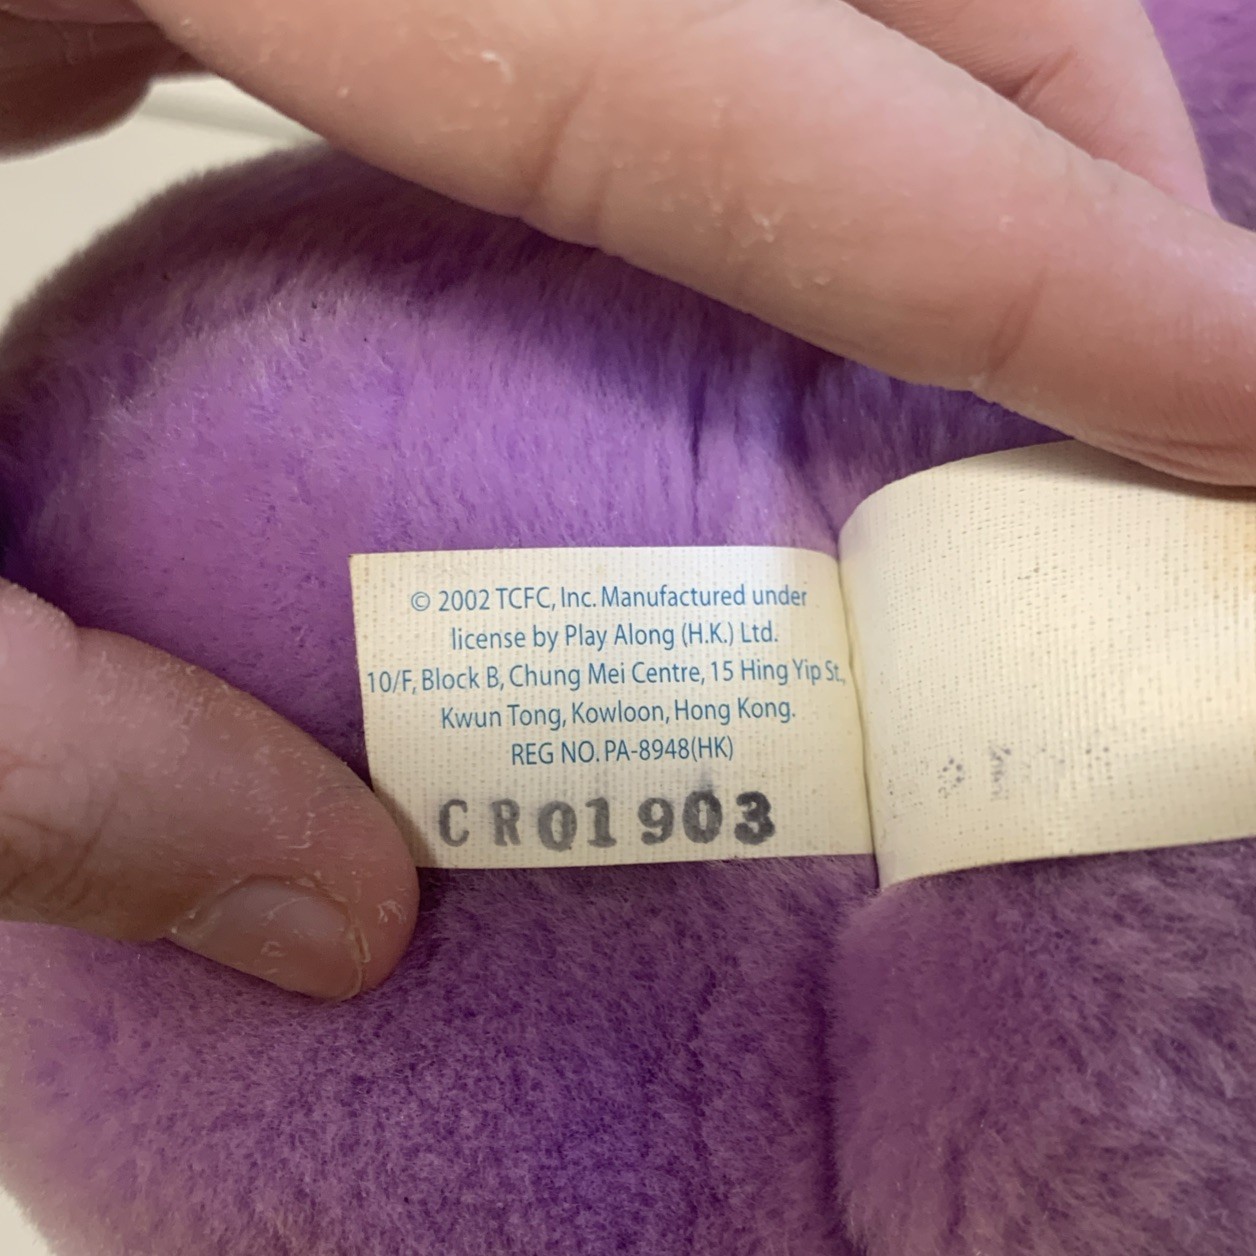 © 2002 TCFC, Inc. Manufactured under
license by Play Along (H.K.) Ltd.
10/F, Block B, Chung Mei Centre, 15 Hing Yip St.,
Kwun Tong, Kowloon, Hong Kong.
REG NO. PA-8948(HK)
CR01903